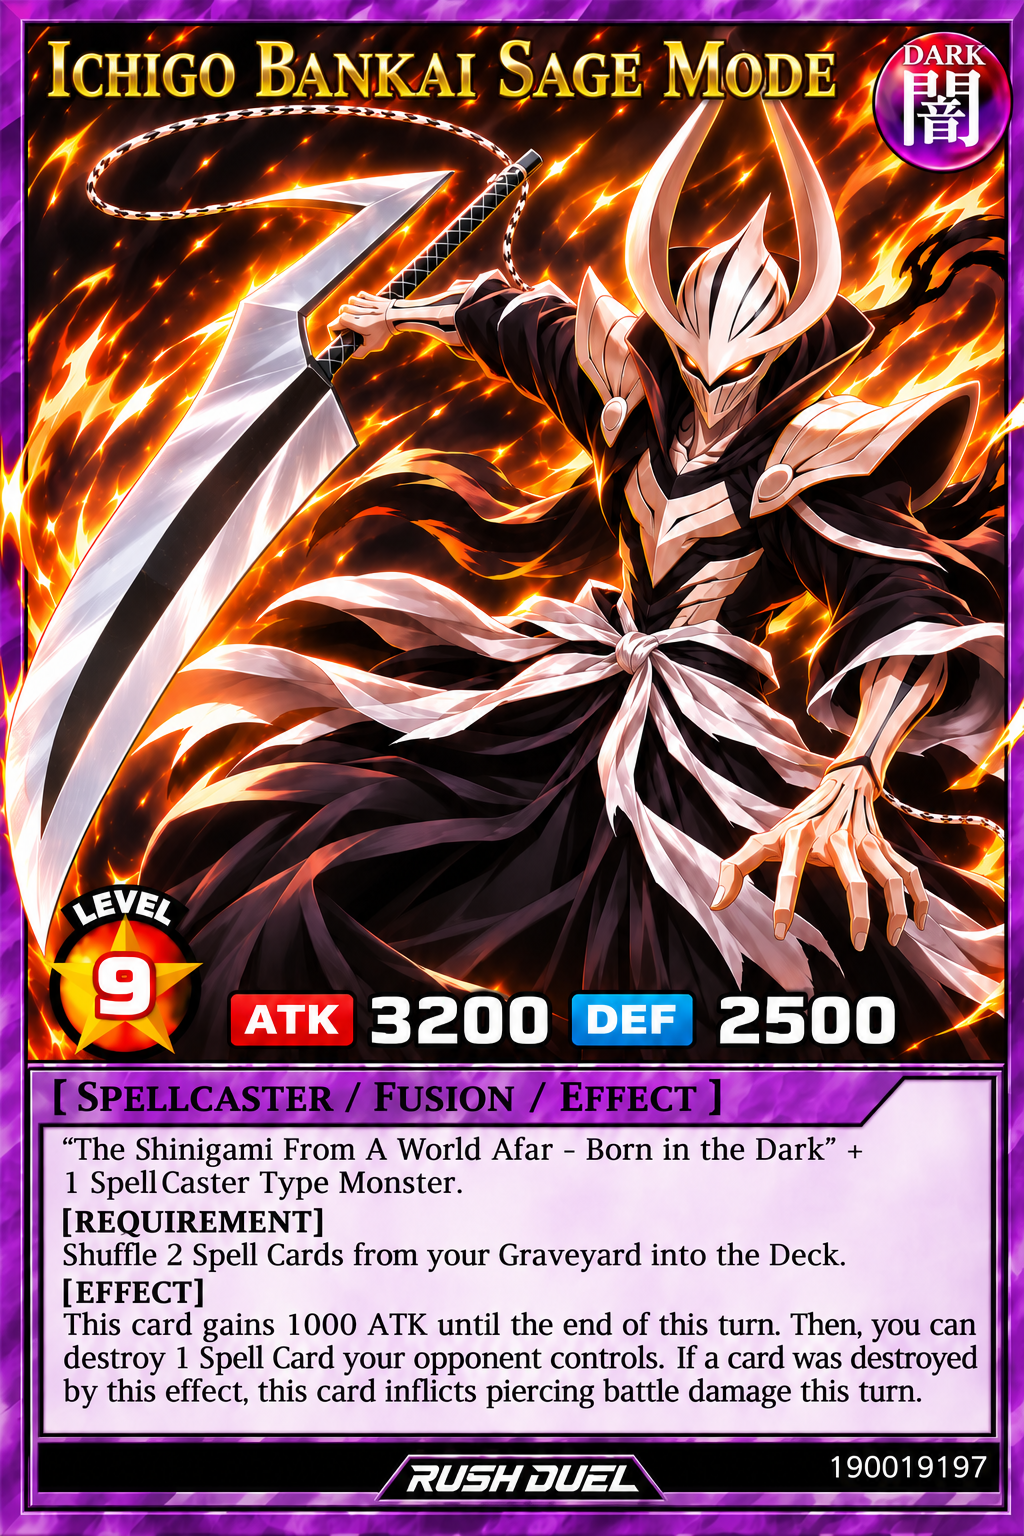 Ichigo Bankai Sage Mode
DARK
闇
LEVEL
9
ATK 3200 DEF 2500
[ Spellcaster / Fusion / Effect ]
“The Shinigami From A World Afar – Born in the Dark” +
1 SpellCaster Type Monster.
[REQUIREMENT]
Shuffle 2 Spell Cards from your Graveyard into the Deck.
[EFFECT]
This card gains 1000 ATK until the end of this turn. Then, you can
destroy 1 Spell Card your opponent controls. If a card was destroyed
by this effect, this card inflicts piercing battle damage this turn.
RUSH DUEL
190019197